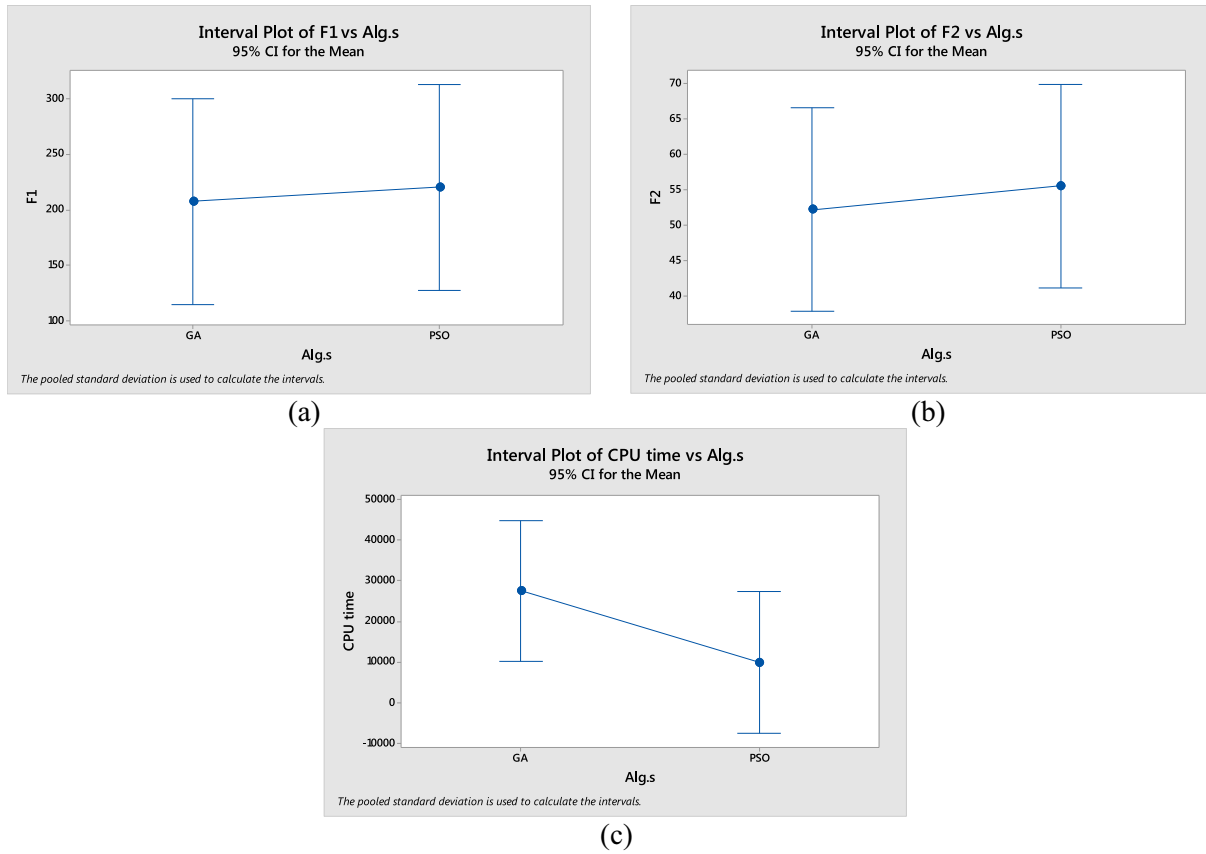 Interval Plot of F1 vs Alg.s
95% CI for the Mean
300
250
200
150
100
F1
GA
PSO
Alg.s
The pooled standard deviation is used to calculate the intervals.
(a)
Interval Plot of F2 vs Alg.s
95% CI for the Mean
70
65
60
55
50
45
40
F2
GA
PSO
Alg.s
The pooled standard deviation is used to calculate the intervals.
(b)
Interval Plot of CPU time vs Alg.s
95% CI for the Mean
50000
40000
30000
20000
10000
0
-10000
CPU time
GA
PSO
Alg.s
The pooled standard deviation is used to calculate the intervals.
(c)